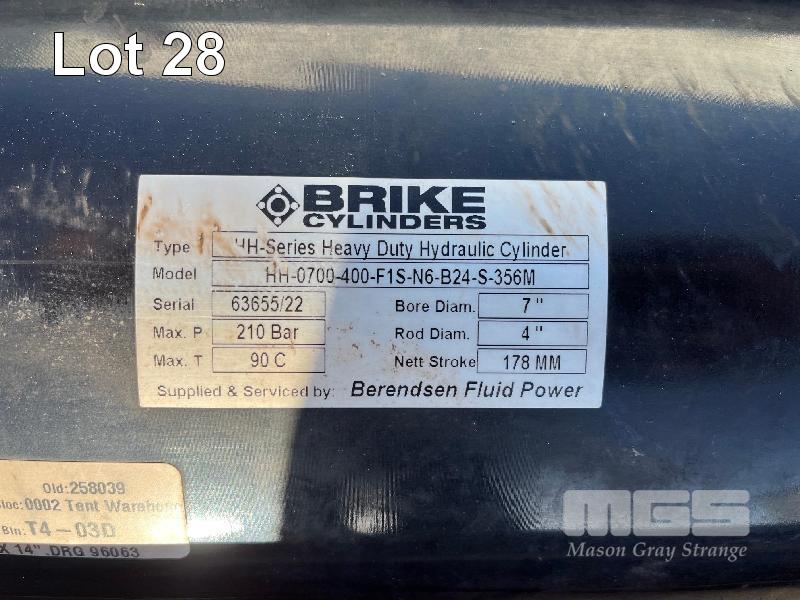 Lot 28
BRIKE
CYLINDERS
Type HH-Series Heavy Duty Hydraulic Cylinder
Model HH-0700-400-F1S-N6-B24-S-356M
Serial 63655/22 Bore Diam. 7"
Max. P 210 Bar Rod Diam. 4"
Max. T 90 C Nett Stroke 178 MM
Supplied & Serviced by: Berendsen Fluid Power
Old:258039
0002 Tent
Bin: T4-03D
X 14" .DRG 96063
MGS
Mason Gray Strange